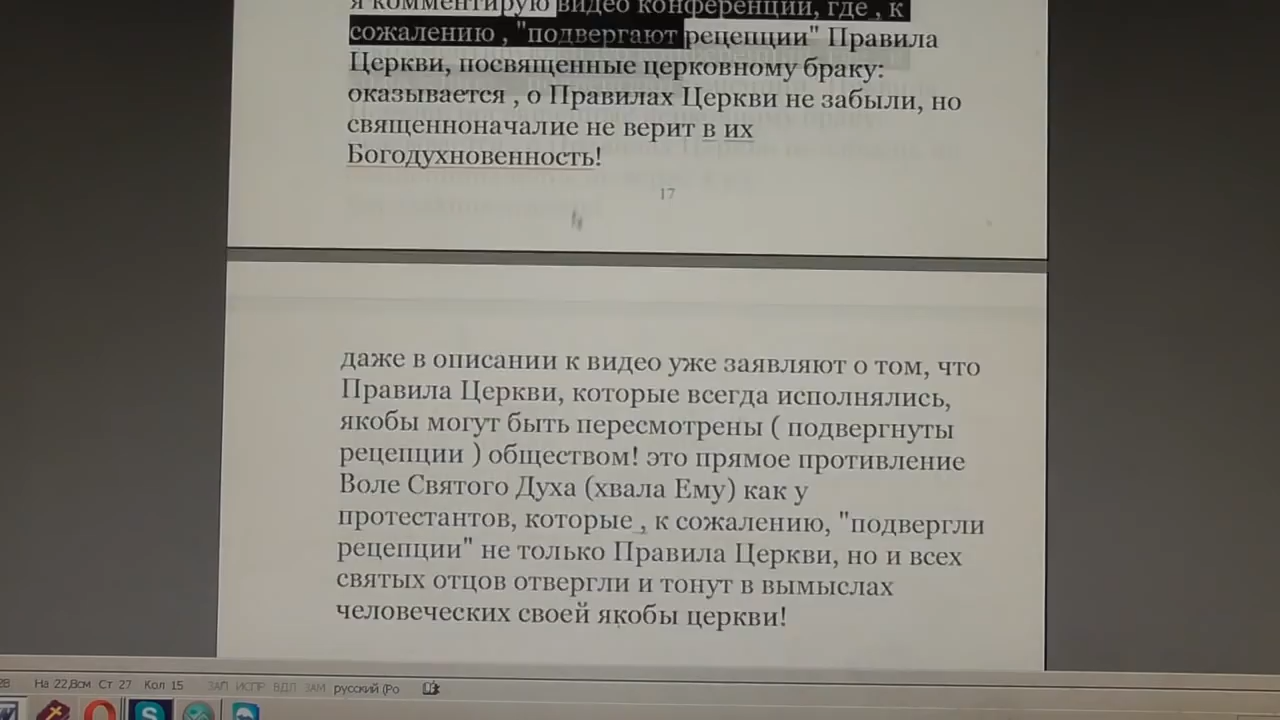 я комментирую видео конференции, где , к
сожалению , "подвергают рецепции" Правила
Церкви, посвященные церковному браку:
оказывается , о Правилах Церкви не забыли, но
священноначалие не верит в их
Богодухновенность!
17
даже в описании к видео уже заявляют о том, что
Правила Церкви, которые всегда исполнялись,
якобы могут быть пересмотрены ( подвергнуты
рецепции ) обществом! это прямое противление
Воле Святого Духа (хвала Ему) как у
протестантов, которые , к сожалению, "подвергли
рецепции" не только Правила Церкви, но и всех
святых отцов отвергли и тонут в вымыслах
человеческих своей якобы церкви!
28 На 22,8см Ст 27 Кол 15 ЗАП ИСПР ВДЛ ЗАМ русский (Ро